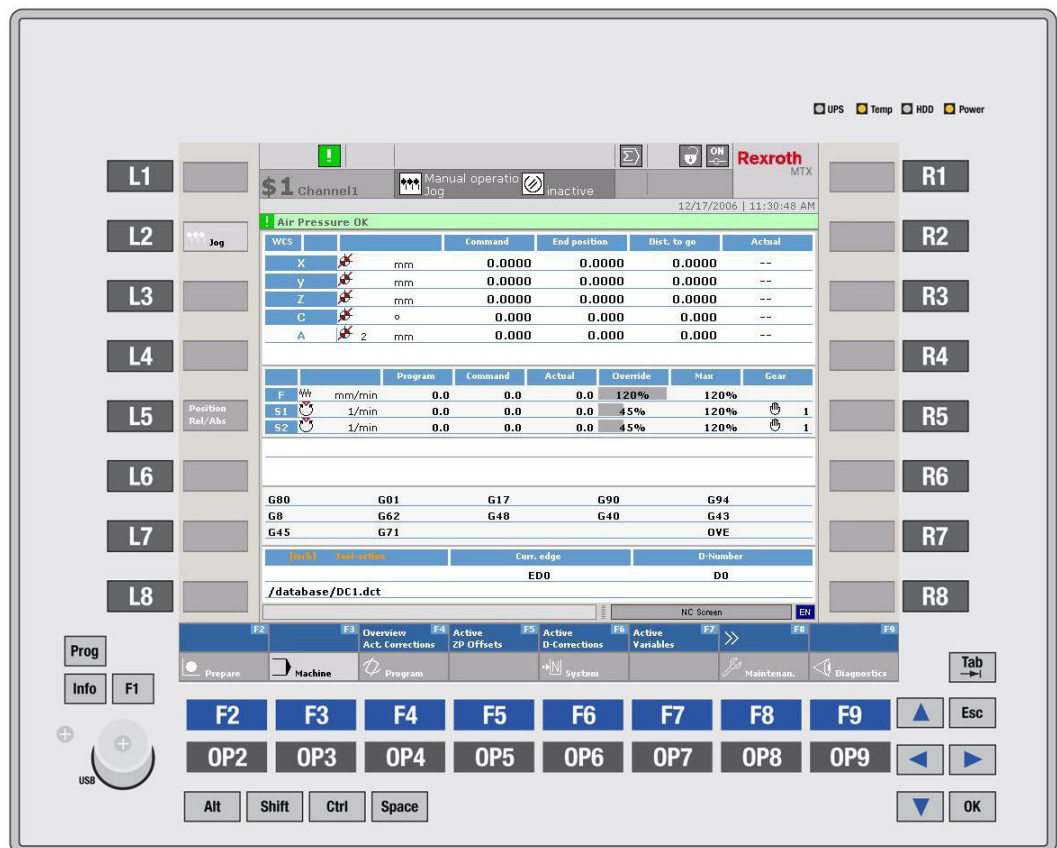 UPS Temp HDD Power
L1 R1
! Σ ON Rexroth
MTX
$1 Channel1 Manual operatio
Jog inactive
12/17/2006 | 11:30:48 AM
! Air Pressure OK
L2 Jog R2
WCS Command End position Dist. to go Actual
X mm 0.0000 0.0000 0.0000 --
y mm 0.0000 0.0000 0.0000 --
Z mm 0.0000 0.0000 0.0000 --
C ° 0.000 0.000 0.000 --
A 2 mm 0.000 0.000 0.000 --
L3 R3
L4 R4
Program Command Actual Override Max Gear
F mm/min 0.0 0.0 0.0 120% 120%
S1 1/min 0.0 0.0 0.0 45% 120% 1
S2 1/min 0.0 0.0 0.0 45% 120% 1
L5 Position
Rel/Abs R5
L6 R6
G80 G01 G17 G90 G94
G8 G62 G48 G40 G43
G45 G71 OVE
L7 R7
[inch] Tool-active Curr. edge D-Number
ED0 D0
/database/DC1.dct
L8 R8
NC Screen EN
F2 F3 Overview
Act. Corrections F4 Active
ZP Offsets F5 Active
D-Corrections F6 Active
Variables F7 >> F8 F9
Prepare Machine Program System Maintenan. Diagnostics
Prog
Info F1
Tab
F2 F3 F4 F5 F6 F7 F8 F9 Esc
OP2 OP3 OP4 OP5 OP6 OP7 OP8 OP9
USB
Alt Shift Ctrl Space OK